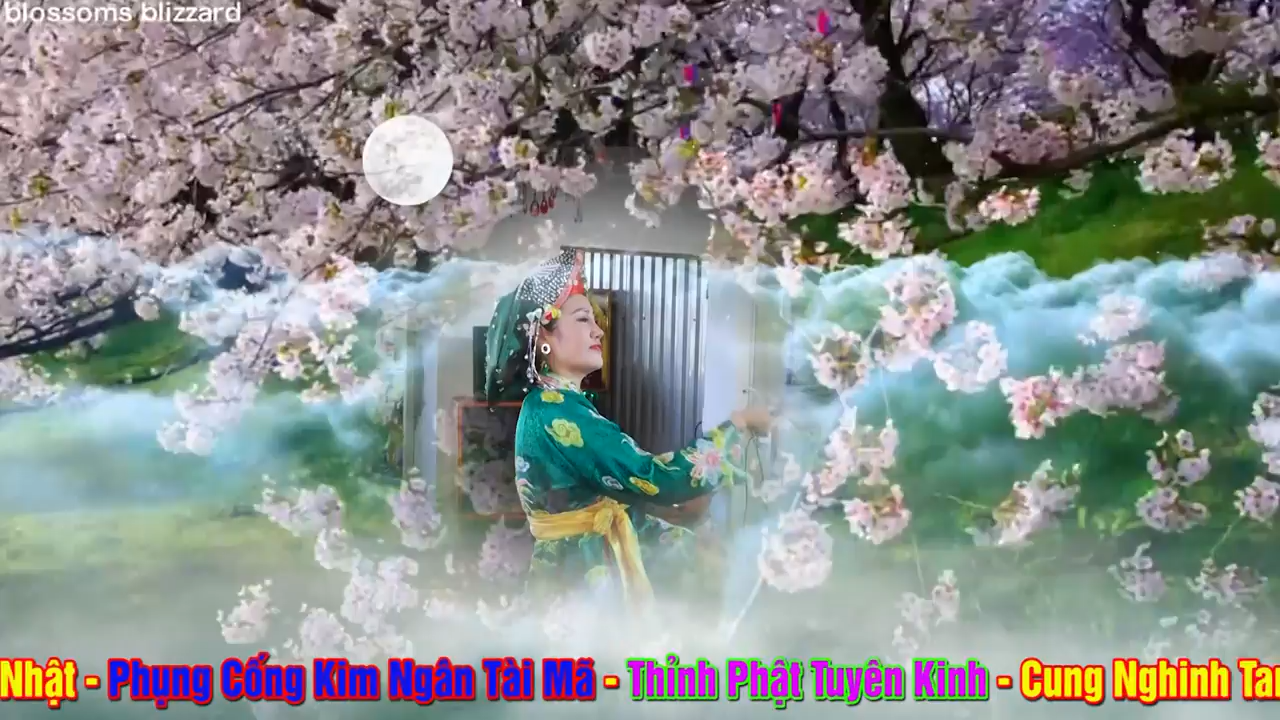 blossoms blizzard
Nhật - Phụng Cống Kim Ngân Tài Mã - Thỉnh Phật Tuyên Kinh - Cung Nghinh